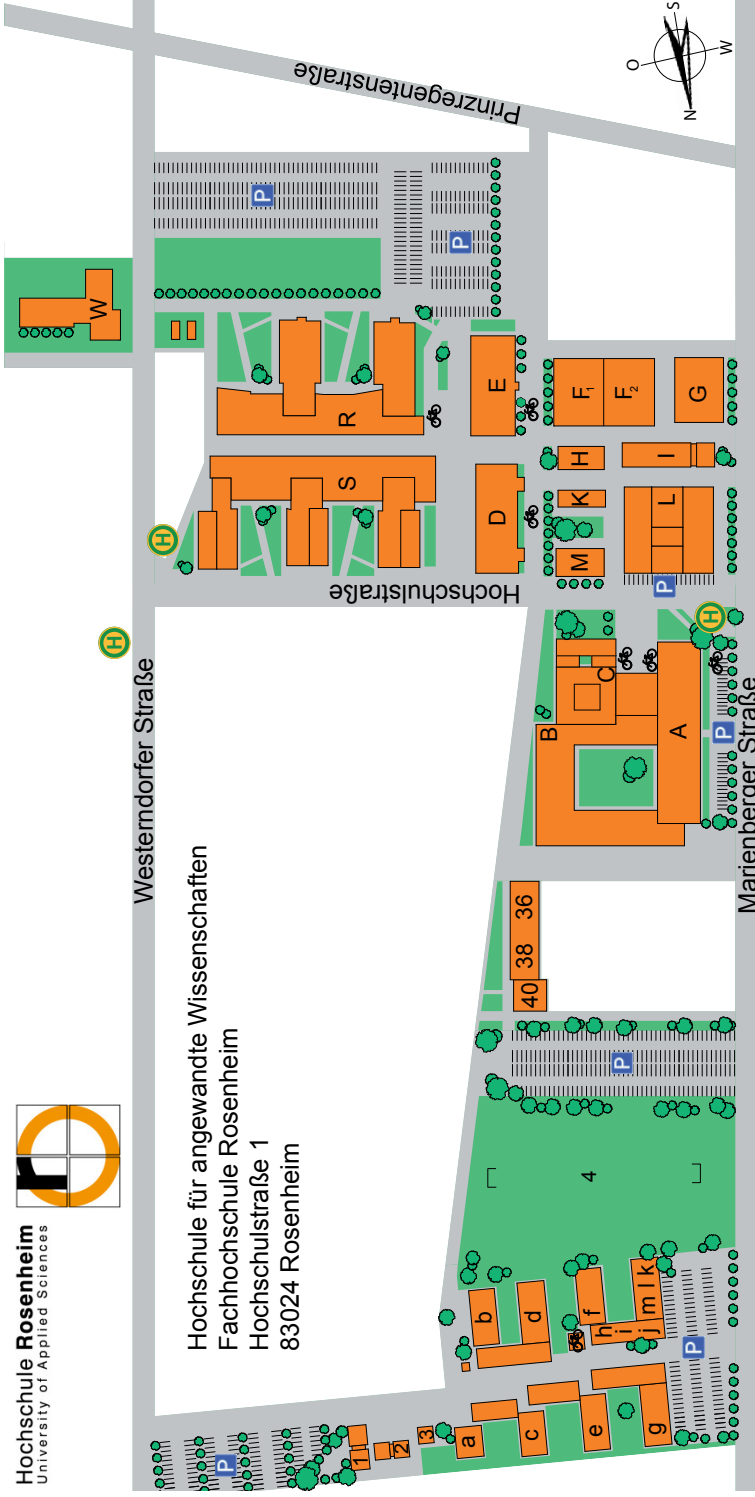 Hochschule Rosenheim
University of Applied Sciences
r
Hochschule für angewandte Wissenschaften
Fachhochschule Rosenheim
Hochschulstraße 1
83024 Rosenheim
Westerndorfer Straße
Prinzregentenstraße
Hochschulstraße
Marienberger Straße
N
O
S
W
W
R
S
E
D
F1
F2
G
H
I
K
L
M
A
B
C
36
38
40
4
1
2
3
a
b
c
d
e
f
g
h
i
j
m l k
H
H
H
P
P
P
P
P
P
P